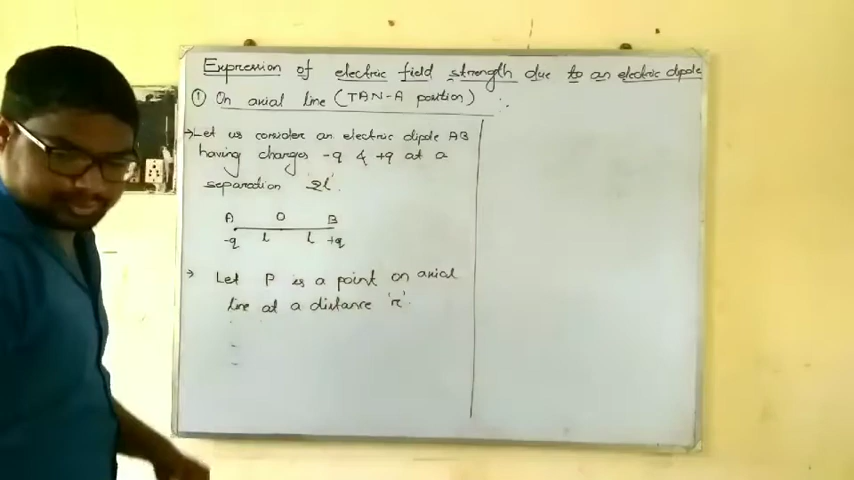 Expression of electric field strength due to an electric dipole
① On axial line (TAN-A position)
→ Let us consider an electric dipole AB
having charges -q & +q at a
separation '2l'.
A O B
-q l l +q
→ Let P is a point on axial
line at a distance 'r'.